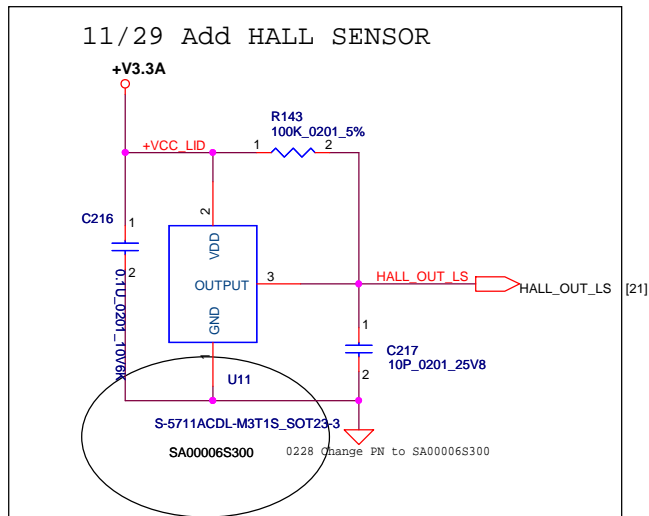 11/29 Add HALL SENSOR
+V3.3A
R143
100K_0201_5%
+VCC_LID
1
2
C216
1
2
0.1U_0201_10V6K
2
VDD
OUTPUT
3
GND
1
HALL_OUT_LS
HALL_OUT_LS
[21]
1
C217
10P_0201_25V8
2
U11
S-5711ACDL-M3T1S_SOT23-3
SA00006S300
0228 Change PN to SA00006S300